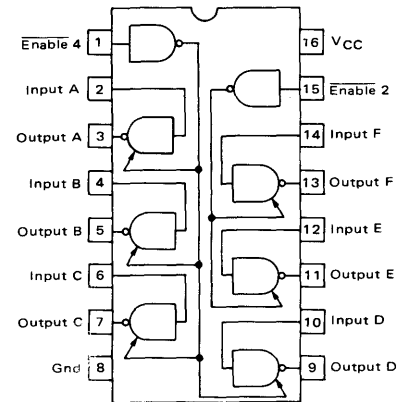 Enable 4 1
Input A 2
Output A 3
Input B 4
Output B 5
Input C 6
Output C 7
Gnd 8
16 VCC
15 Enable 2
14 Input F
13 Output F
12 Input E
11 Output E
10 Input D
9 Output D